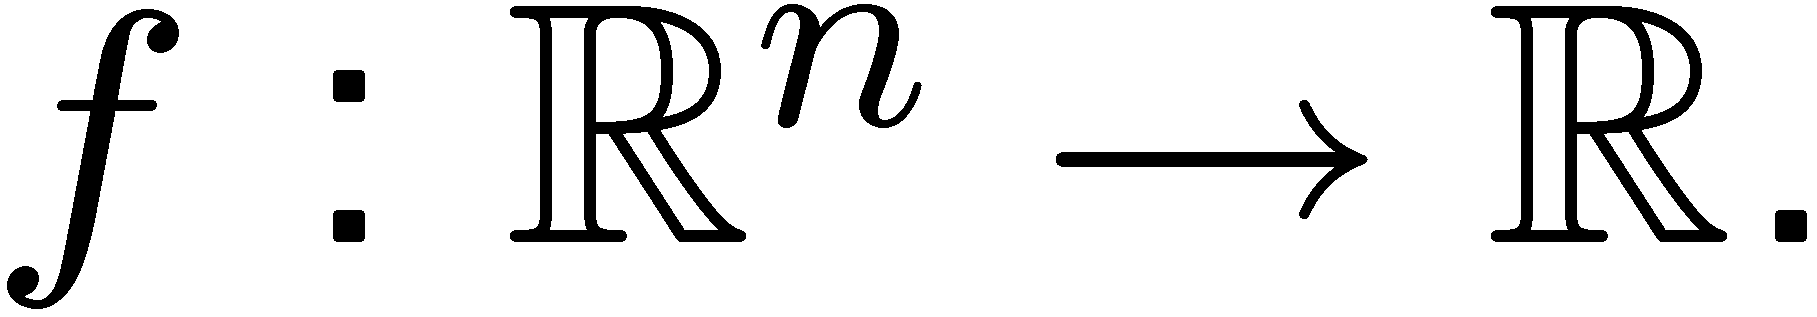 f : ℝⁿ → ℝ.